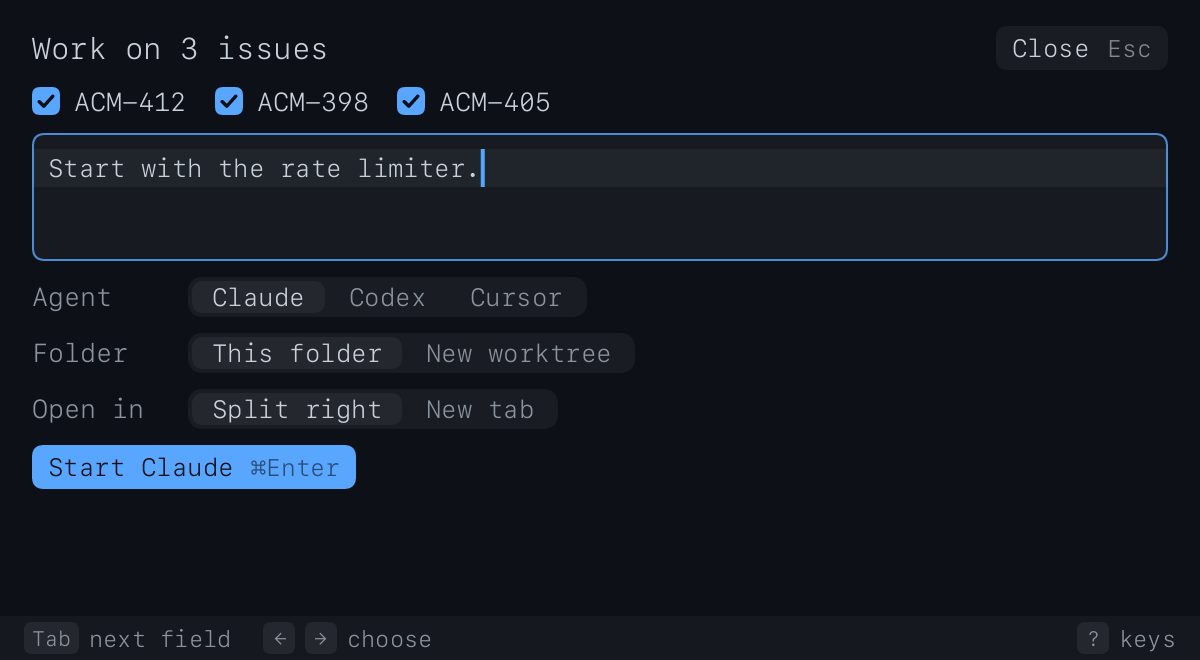 Work on 3 issues
Close Esc
ACM–412 ACM–398 ACM–405
Start with the rate limiter.
Agent Claude Codex Cursor
Folder This folder New worktree
Open in Split right New tab
Start Claude ⌘Enter
Tab next field ← → choose ? keys